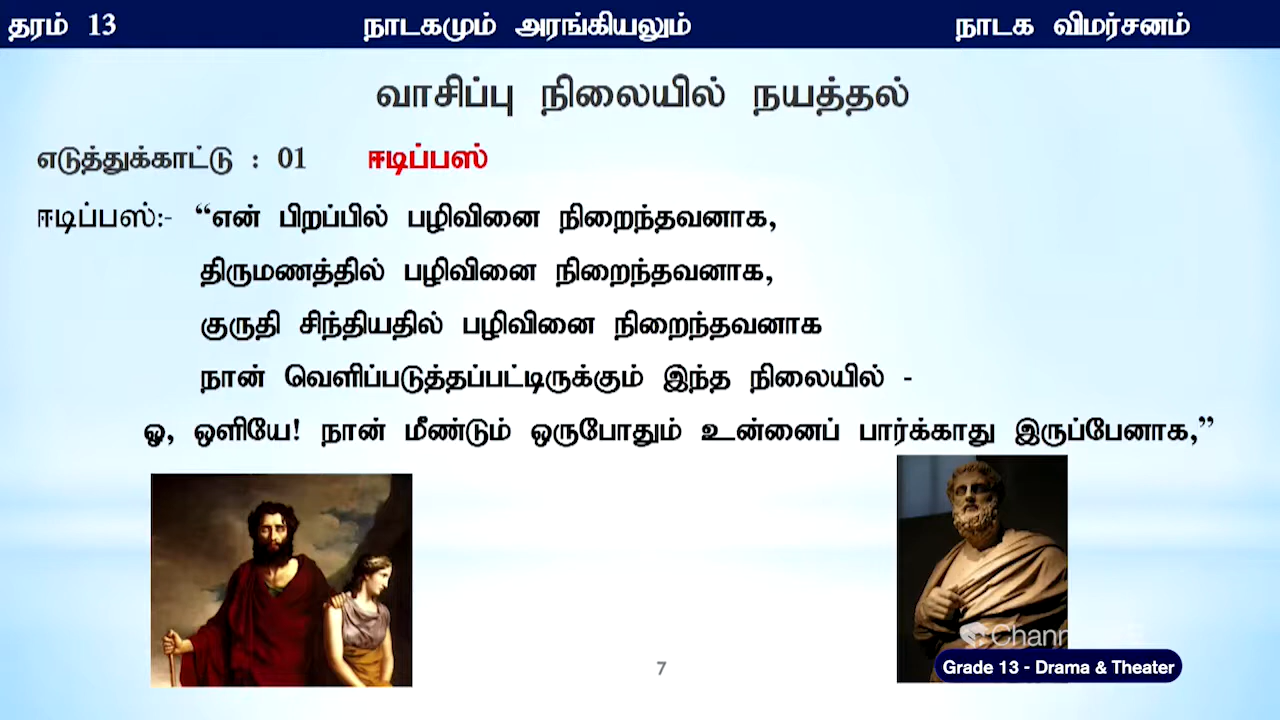 தரம் 13 நாடகமும் அரங்கியலும் நாடக விமர்சனம்
வாசிப்பு நிலையில் நயத்தல்
எடுத்துக்காட்டு : 01 ஈடிப்பஸ்
ஈடிப்பஸ்:- “என் பிறப்பில் பழிவினை நிறைந்தவனாக,
திருமணத்தில் பழிவினை நிறைந்தவனாக,
குருதி சிந்தியதில் பழிவினை நிறைந்தவனாக
நான் வெளிப்படுத்தப்பட்டிருக்கும் இந்த நிலையில் -
ஓ, ஒளியே! நான் மீண்டும் ஒருபோதும் உன்னைப் பார்க்காது இருப்பேனாக,”
7
Grade 13 - Drama & Theater